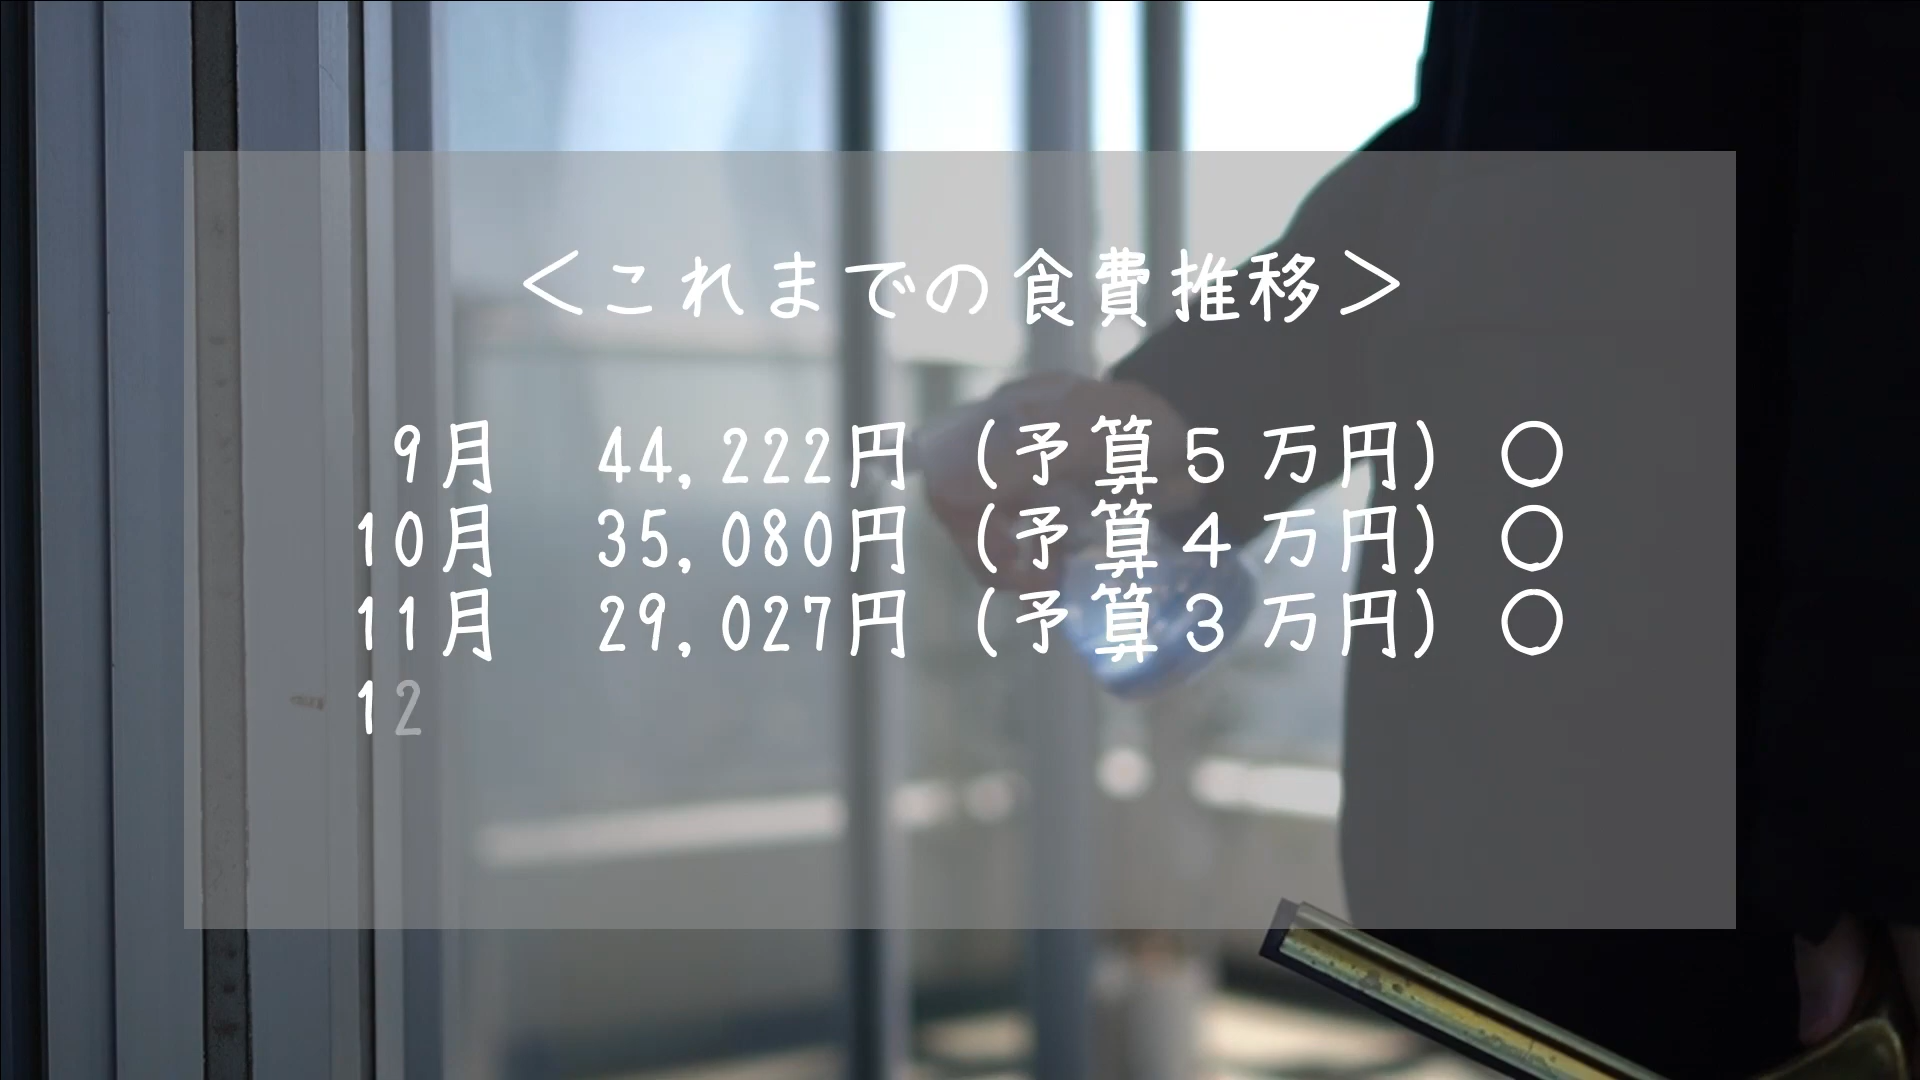 ＜これまでの食費推移＞
9月　44,222円（予算５万円）〇
10月　35,080円（予算４万円）〇
11月　29,027円（予算３万円）〇
12